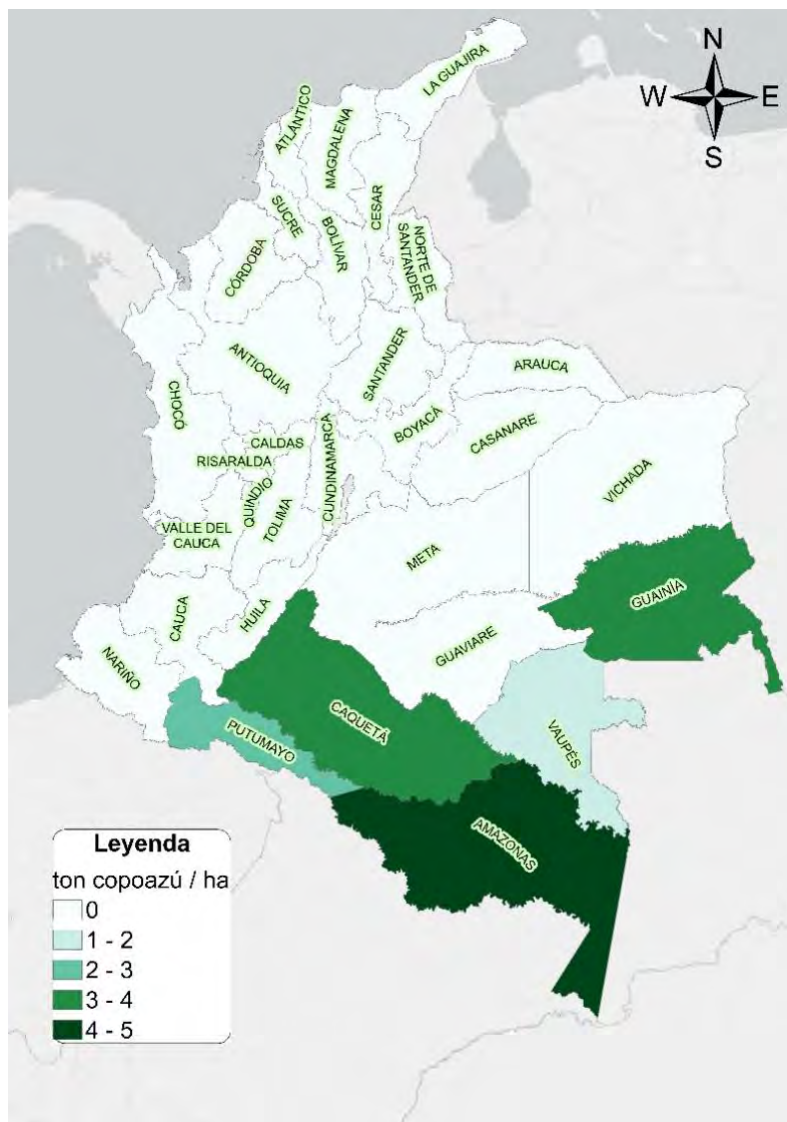 N
W E
S
LA GUAJIRA
ATLÁNTICO
MAGDALENA
CESAR
SUCRE
BOLÍVAR
NORTE DE
SANTANDER
CÓRDOBA
ANTIOQUIA
SANTANDER
ARAUCA
CHOCÓ
BOYACÁ
CASANARE
CALDAS
RISARALDA
CUNDINAMARCA
VICHADA
QUINDIO
TOLIMA
VALLE DEL
CAUCA
META
GUAINÍA
CAUCA
HUILA
GUAVIARE
NARIÑO
CAQUETÁ
PUTUMAYO
VAUPÉS
AMAZONAS
Leyenda
ton copoazú / ha
0
1 - 2
2 - 3
3 - 4
4 - 5